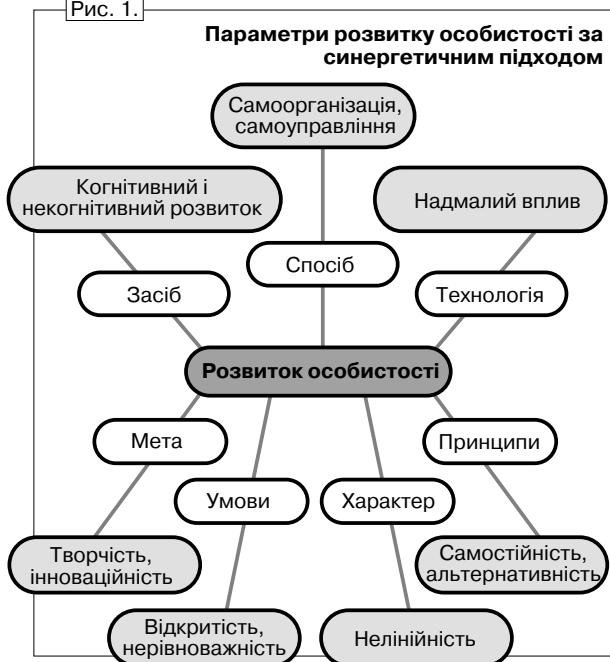 Рис. 1.
Параметри розвитку особистості за
синергетичним підходом
Самоорганізація,
самоуправління
Когнітивний і
некогнітивний розвиток
Надмалий вплив
Спосіб
Засіб
Технологія
Розвиток особистості
Мета
Принципи
Умови
Характер
Творчість,
інноваційність
Самостійність,
альтернативність
Відкритість,
нерівноважність
Нелінійність